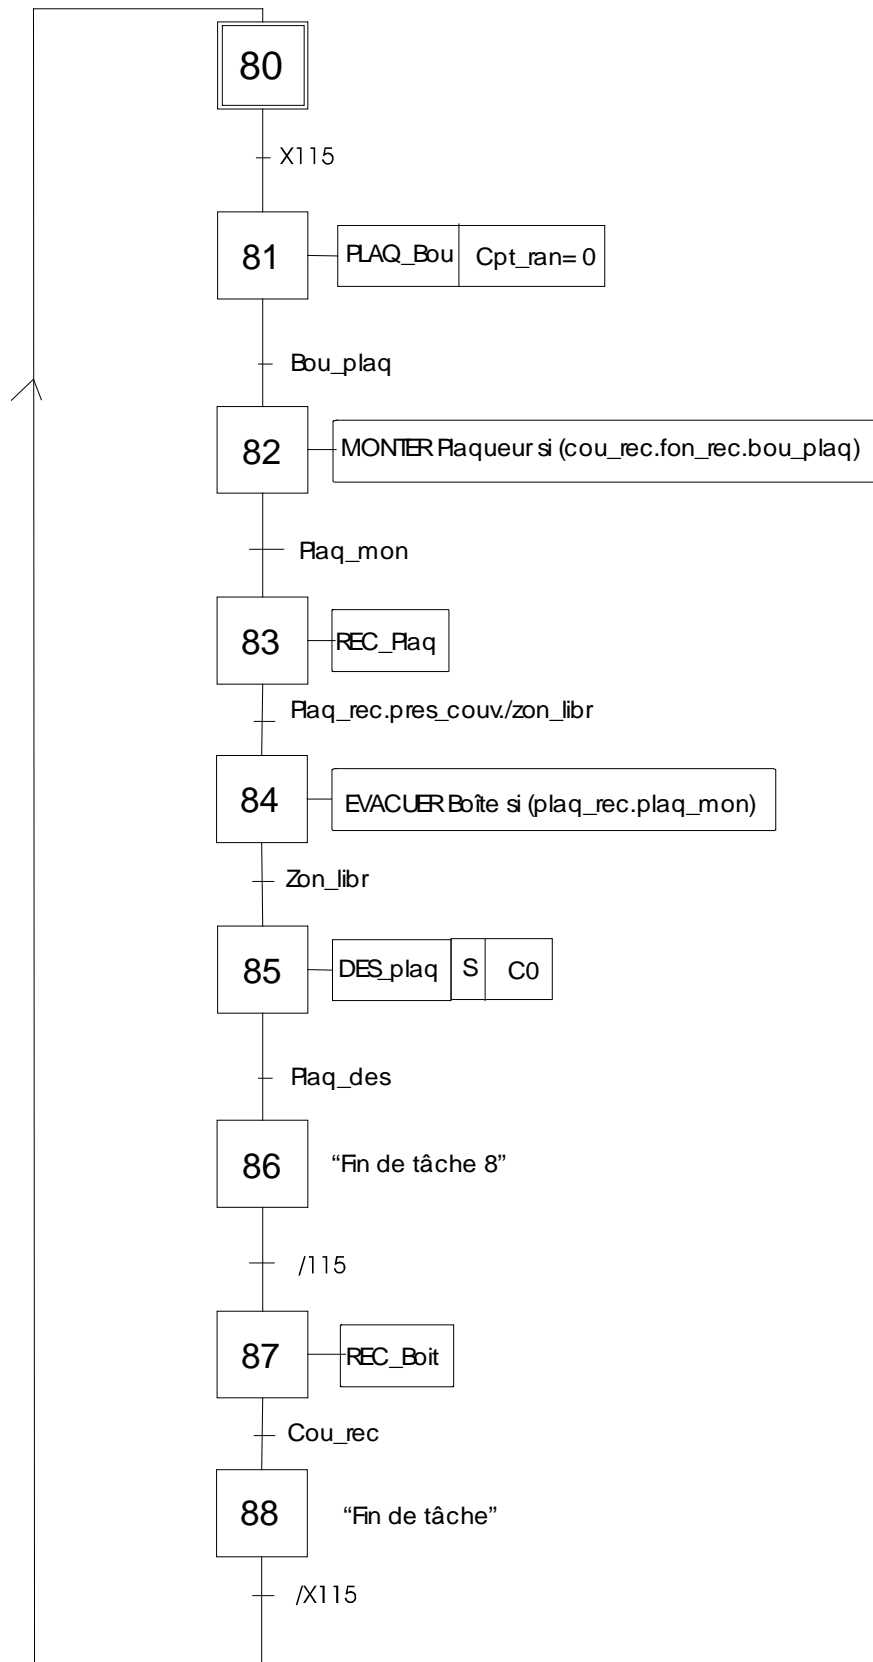 80
X115
81 PLAQ_Bou Cpt_ran= 0
Bou_plaq
82 MONTER Plaqueur si (cou_rec.fon_rec.bou_plaq)
Plaq_mon
83 REC_Plaq
Plaq_rec.pres_couv./zon_libr
84 EVACUER Boîte si (plaq_rec.plaq_mon)
Zon_libr
85 DES_plaq S C0
Plaq_des
86 “Fin de tâche 8”
/115
87 REC_Boit
Cou_rec
88 “Fin de tâche”
/X115